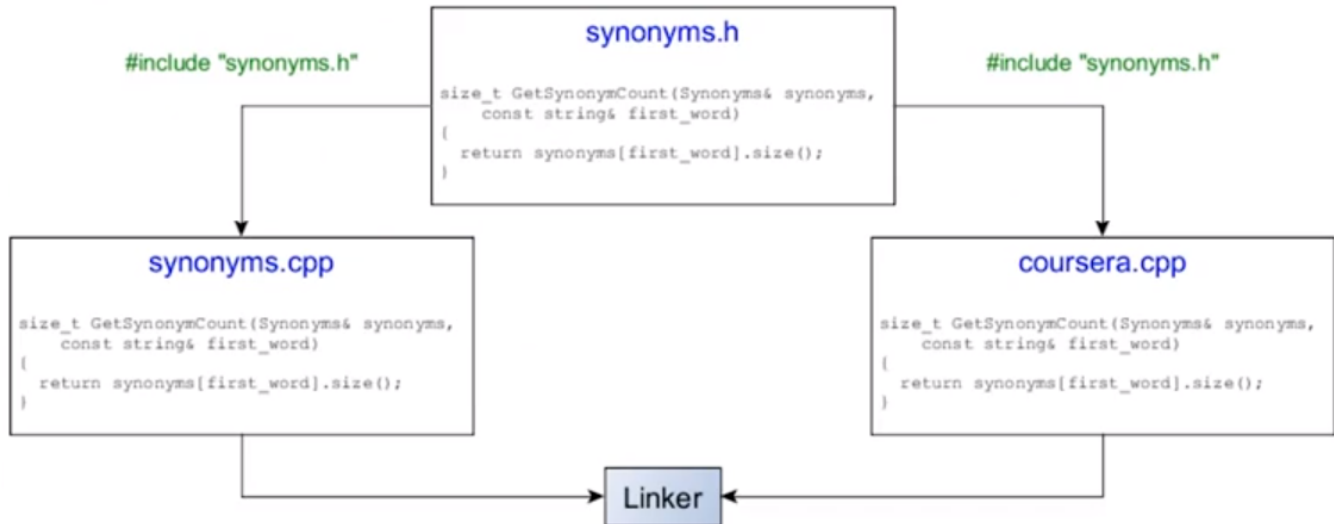 synonyms.h
#include "synonyms.h"
#include "synonyms.h"
size_t GetSynonymCount(Synonyms& synonyms,
    const string& first_word)
{
  return synonyms[first_word].size();
}
synonyms.cpp
size_t GetSynonymCount(Synonyms& synonyms,
    const string& first_word)
{
  return synonyms[first_word].size();
}
coursera.cpp
size_t GetSynonymCount(Synonyms& synonyms,
    const string& first_word)
{
  return synonyms[first_word].size();
}
Linker